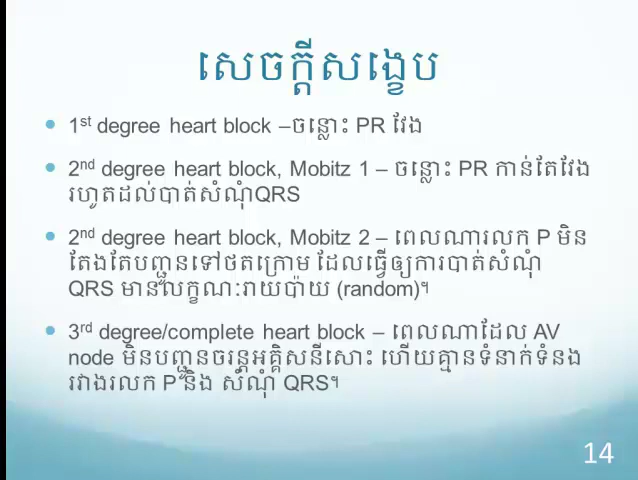 សេចក្តីសង្ខេប
• 1st degree heart block –ចន្លោះ PR វែង
• 2nd degree heart block, Mobitz 1 – ចន្លោះ PR កាន់តែវែង
រហូតដល់បាត់សំណុំQRS
• 2nd degree heart block, Mobitz 2 – ពេលណារលក P មិន
តែងតែបញ្ជូនទៅថតក្រោម ដែលធ្វើឲ្យការបាត់សំណុំ
QRS មានលក្ខណៈរាយប៉ាយ (random)។
• 3rd degree/complete heart block – ពេលណាដែល AV
node មិនបញ្ជូនចរន្តអគ្គិសនីសោះ ហើយគ្មានទំនាក់ទំនង
រវាងរលក P និង សំណុំ QRS។
14